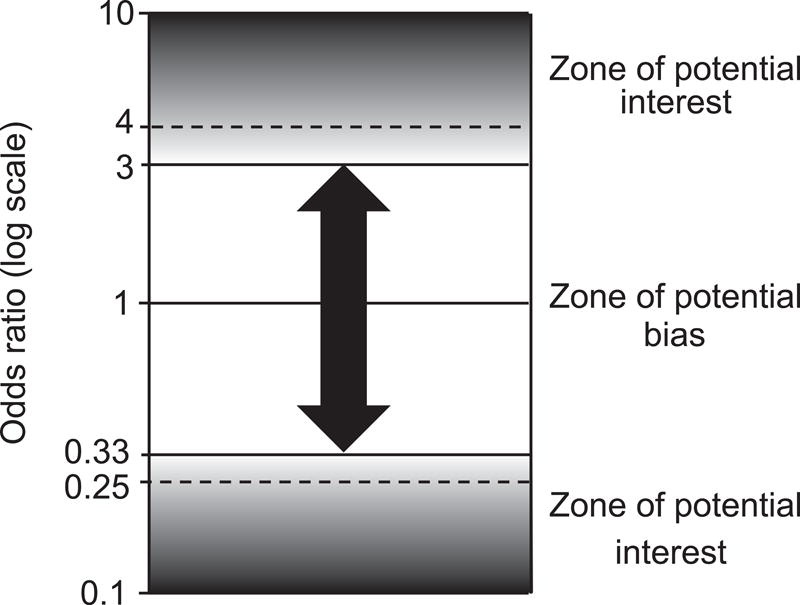 10
4
3
1
0.33
0.25
0.1
Odds ratio (log scale)
Zone of potential
interest
Zone of potential
bias
Zone of potential
interest